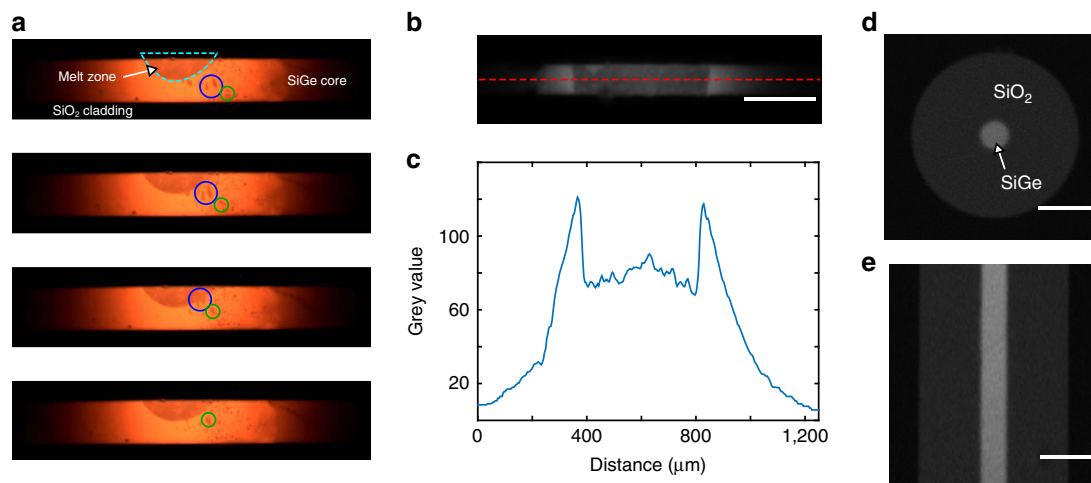 a
Melt zone
SiGe core
SiO₂ cladding
b
c
Grey value
100
60
20
0
400
800
1,200
Distance (μm)
d
SiO₂
SiGe
e